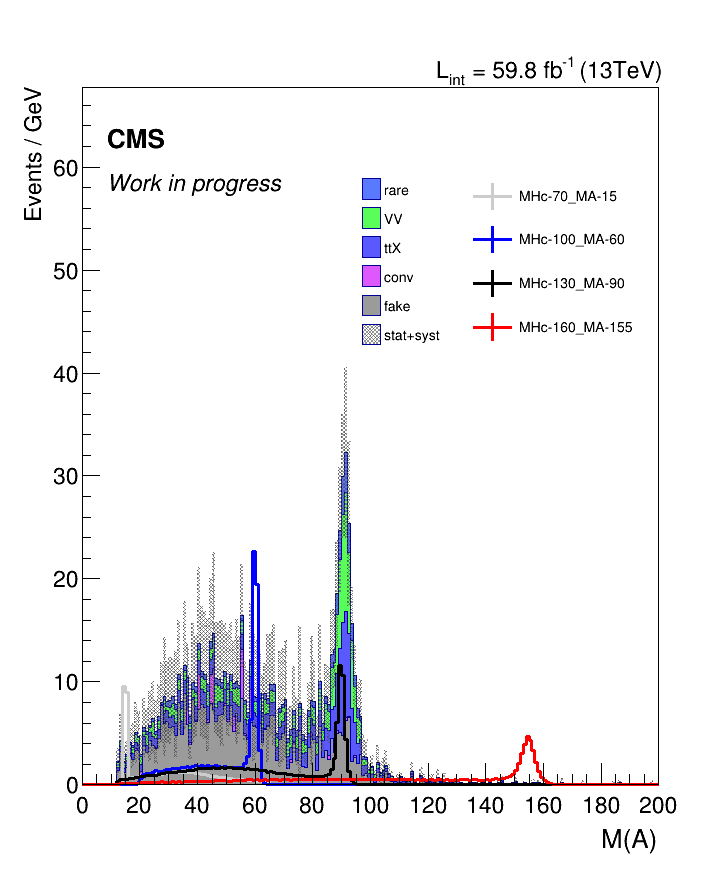 L_int = 59.8 fb^-1 (13TeV)
Events / GeV
CMS
Work in progress
rare
VV
ttX
conv
fake
stat+syst
MHc-70_MA-15
MHc-100_MA-60
MHc-130_MA-90
MHc-160_MA-155
60
50
40
30
20
10
0
0 20 40 60 80 100 120 140 160 180 200
M(A)